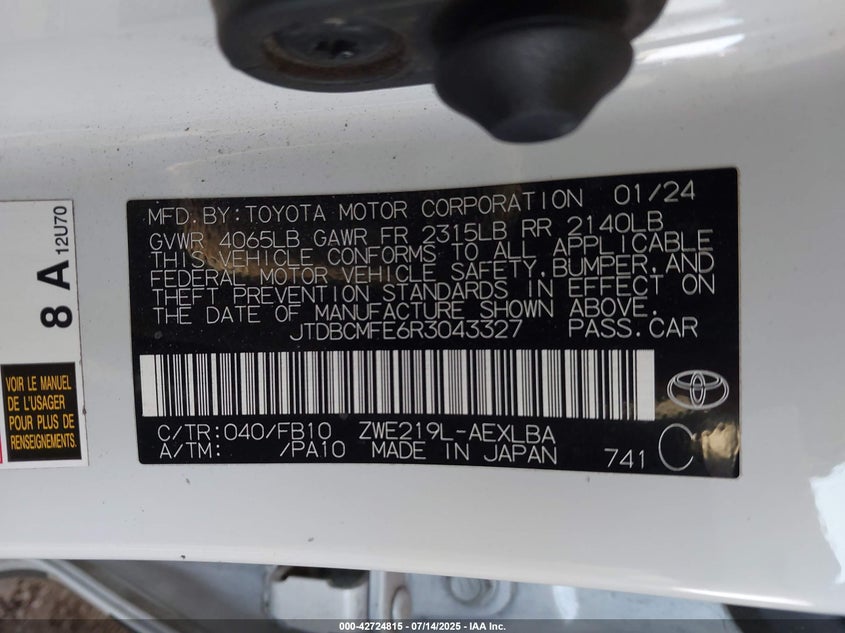 MFD. BY: TOYOTA MOTOR CORPORATION 01/24
GVWR 4065LB GAWR FR 2315LB RR 2140LB
THIS VEHICLE CONFORMS TO ALL APPLICABLE
FEDERAL MOTOR VEHICLE SAFETY, BUMPER, AND
THEFT PREVENTION STANDARDS IN EFFECT ON
THE DATE OF MANUFACTURE SHOWN ABOVE.
JTDBCMFE6R3043327 PASS. CAR
C/TR: 040/FB10 ZWE219L-AEXLBA
A/TM: /PA10 MADE IN JAPAN 741 C
8 A
12U70
VOIR LE MANUEL
DE L'USAGER
POUR PLUS DE
RENSEIGNEMENTS.
000-42724815 - 07/14/2025 - IAA Inc.